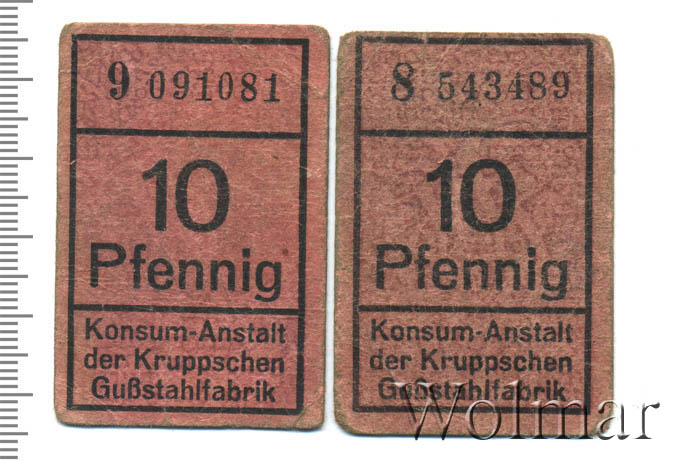 9 091081
10
Pfennig
Konsum-Anstalt
der Kruppschen
Gußstahlfabrik
8 543489
10
Pfennig
Konsum-Anstalt
der Kruppschen
Gußstahlfabrik
Wolmar